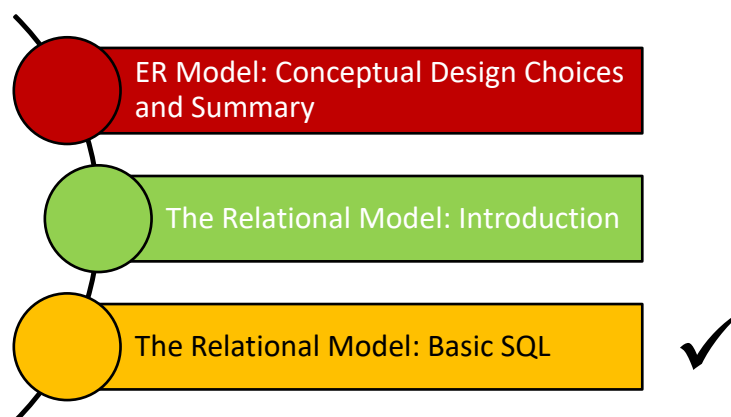 ER Model: Conceptual Design Choices
and Summary
The Relational Model: Introduction
The Relational Model: Basic SQL